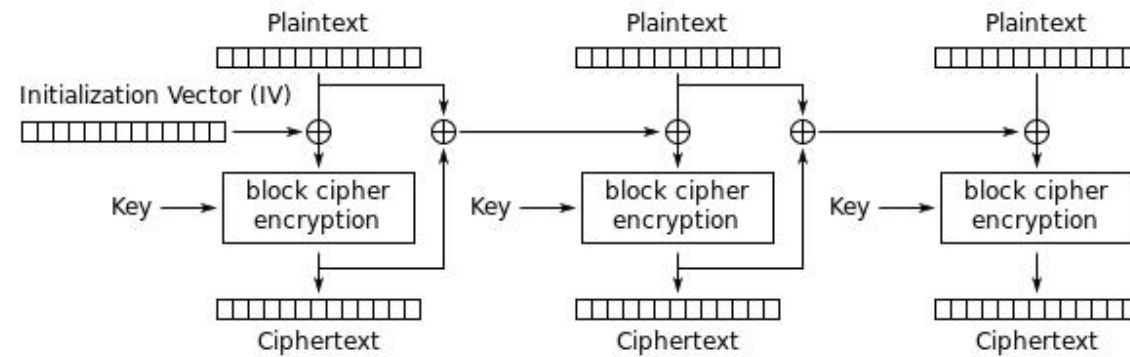 Plaintext
Plaintext
Plaintext
Initialization Vector (IV)
Key
block cipher
encryption
Key
block cipher
encryption
Key
block cipher
encryption
Ciphertext
Ciphertext
Ciphertext